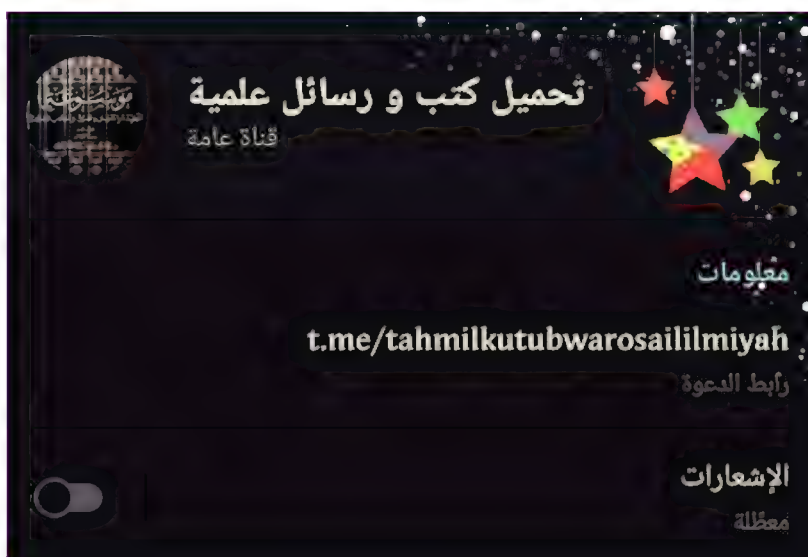 تحميل كتب و رسائل علمية
قناة عامة
معلومات
t.me/tahmilkutubwarosaililmiyah
رابط الدعوة
الإشعارات
معطلة